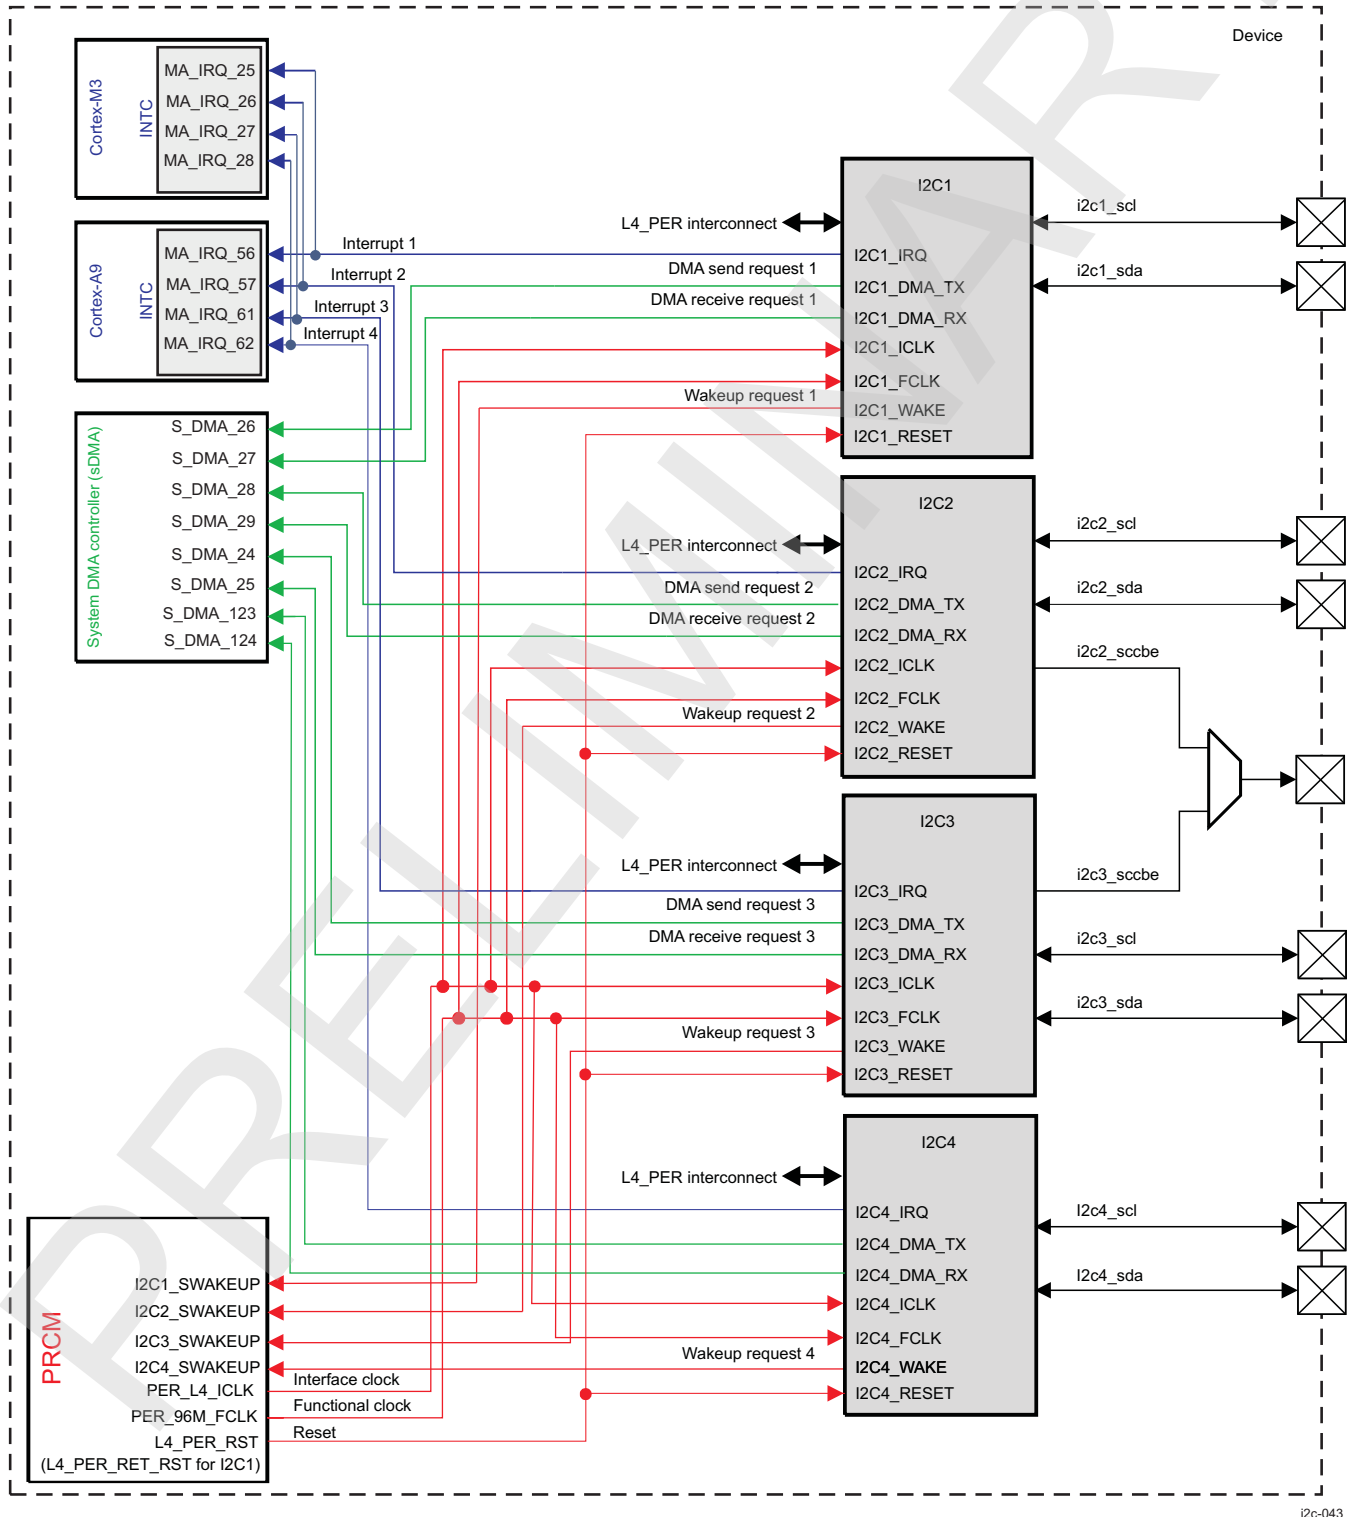 Device
Cortex-M3
INTC
MA_IRQ_25
MA_IRQ_26
MA_IRQ_27
MA_IRQ_28
Cortex-A9
INTC
MA_IRQ_56
MA_IRQ_57
MA_IRQ_61
MA_IRQ_62
Interrupt 1
Interrupt 2
Interrupt 3
Interrupt 4
System DMA controller (sDMA)
S_DMA_26
S_DMA_27
S_DMA_28
S_DMA_29
S_DMA_24
S_DMA_25
S_DMA_123
S_DMA_124
I2C1
L4_PER interconnect
I2C1_IRQ
DMA send request 1
I2C1_DMA_TX
DMA receive request 1
I2C1_DMA_RX
I2C1_ICLK
I2C1_FCLK
Wakeup request 1
I2C1_WAKE
I2C1_RESET
i2c1_scl
i2c1_sda
I2C2
L4_PER interconnect
I2C2_IRQ
DMA send request 2
I2C2_DMA_TX
DMA receive request 2
I2C2_DMA_RX
I2C2_ICLK
I2C2_FCLK
Wakeup request 2
I2C2_WAKE
I2C2_RESET
i2c2_scl
i2c2_sda
i2c2_sccbe
I2C3
L4_PER interconnect
I2C3_IRQ
DMA send request 3
I2C3_DMA_TX
DMA receive request 3
I2C3_DMA_RX
I2C3_ICLK
I2C3_FCLK
Wakeup request 3
I2C3_WAKE
I2C3_RESET
i2c3_sccbe
i2c3_scl
i2c3_sda
I2C4
L4_PER interconnect
I2C4_IRQ
I2C4_DMA_TX
I2C4_DMA_RX
I2C4_ICLK
I2C4_FCLK
Wakeup request 4
I2C4_WAKE
I2C4_RESET
I2c4_scl
I2c4_sda
PRCM
I2C1_SWAKEUP
I2C2_SWAKEUP
I2C3_SWAKEUP
I2C4_SWAKEUP
PER_L4_ICLK
Interface clock
PER_96M_FCLK
Functional clock
L4_PER_RST
Reset
(L4_PER_RET_RST for I2C1)
i2c-043
PRELIMINAR